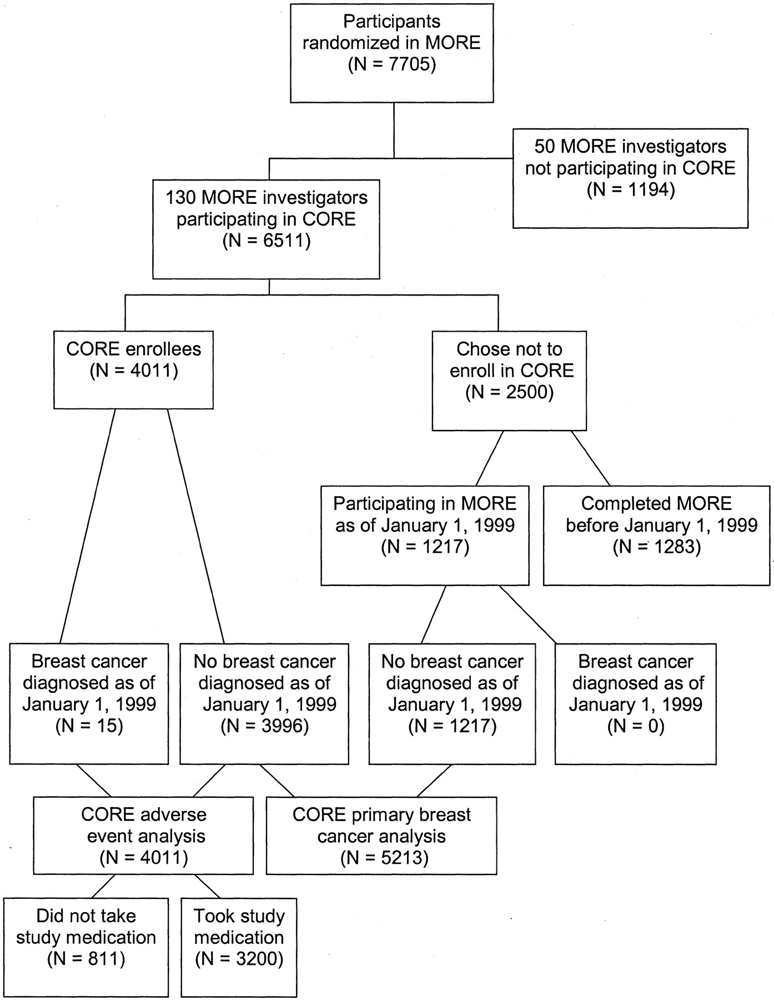 Participants
randomized in MORE
(N = 7705)
50 MORE investigators
not participating in CORE
(N = 1194)
130 MORE investigators
participating in CORE
(N = 6511)
CORE enrollees
(N = 4011)
Chose not to
enroll in CORE
(N = 2500)
Participating in MORE
as of January 1, 1999
(N = 1217)
Completed MORE
before January 1, 1999
(N = 1283)
Breast cancer
diagnosed as of
January 1, 1999
(N = 15)
No breast cancer
diagnosed as of
January 1, 1999
(N = 3996)
No breast cancer
diagnosed as of
January 1, 1999
(N = 1217)
Breast cancer
diagnosed as of
January 1, 1999
(N = 0)
CORE adverse
event analysis
(N = 4011)
CORE primary breast
cancer analysis
(N = 5213)
Did not take
study medication
(N = 811)
Took study
medication
(N = 3200)